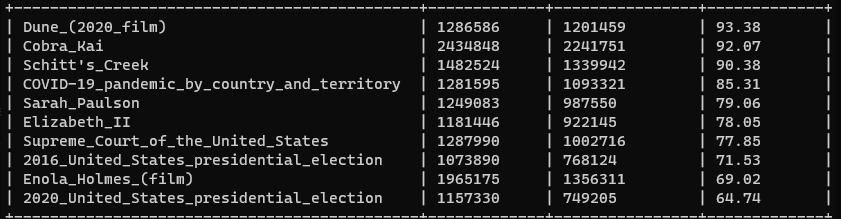 +----------------------------------------------+-------------+----------------+-------------+
| Dune_(2020_film) | 1286586 | 1201459 | 93.38 |
| Cobra_Kai | 2434848 | 2241751 | 92.07 |
| Schitt's_Creek | 1482524 | 1339942 | 90.38 |
| COVID-19_pandemic_by_country_and_territory | 1281595 | 1093321 | 85.31 |
| Sarah_Paulson | 1249083 | 987550 | 79.06 |
| Elizabeth_II | 1181446 | 922145 | 78.05 |
| Supreme_Court_of_the_United_States | 1287990 | 1002716 | 77.85 |
| 2016_United_States_presidential_election | 1073890 | 768124 | 71.53 |
| Enola_Holmes_(film) | 1965175 | 1356311 | 69.02 |
| 2020_United_States_presidential_election | 1157330 | 749205 | 64.74 |
+----------------------------------------------+-------------+----------------+-------------+